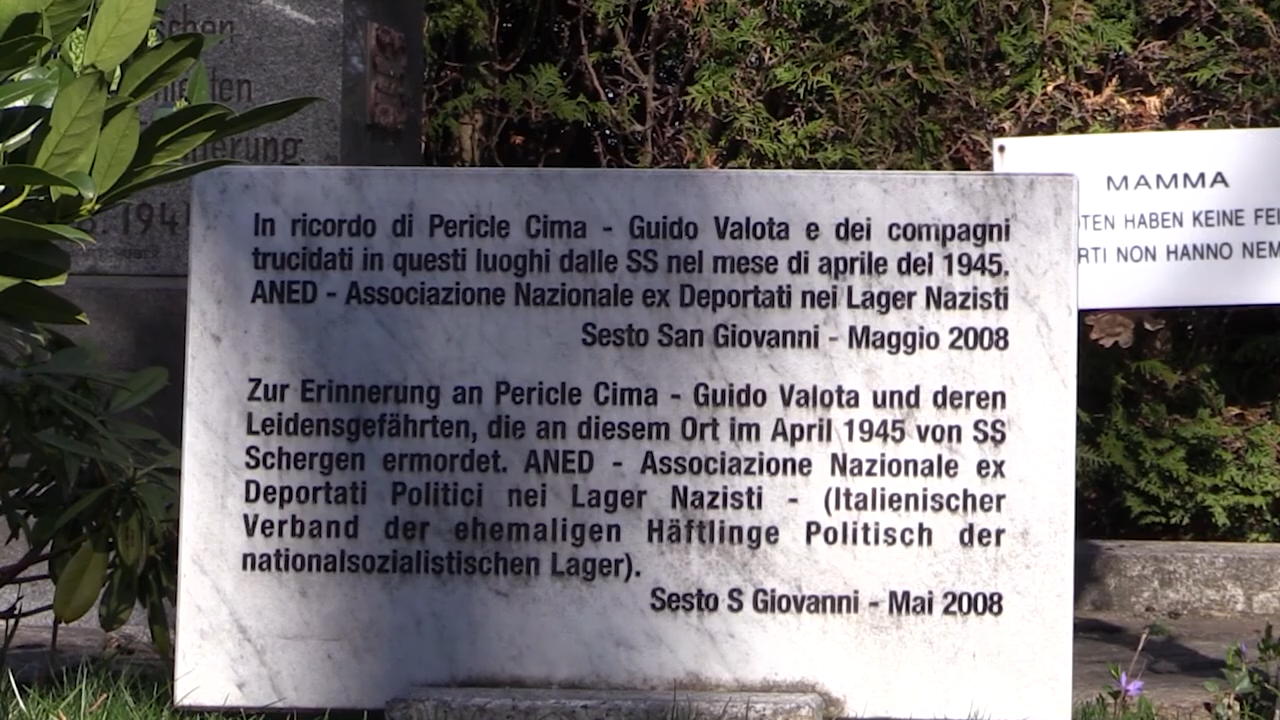 In ricordo di Pericle Cima - Guido Valota e dei compagni
trucidati in questi luoghi dalle SS nel mese di aprile del 1945.
ANED - Associazione Nazionale ex Deportati nei Lager Nazisti
Sesto San Giovanni - Maggio 2008
Zur Erinnerung an Pericle Cima - Guido Valota und deren
Leidensgefährten, die an diesem Ort im April 1945 von SS
Schergen ermordet. ANED - Associazione Nazionale ex
Deportati Politici nei Lager Nazisti - (Italienischer
Verband der ehemaligen Häftlinge Politisch der
nationalsozialistischen Lager).
Sesto S Giovanni - Mai 2008
MAMMA
HABEN KEINE
NON HANNO